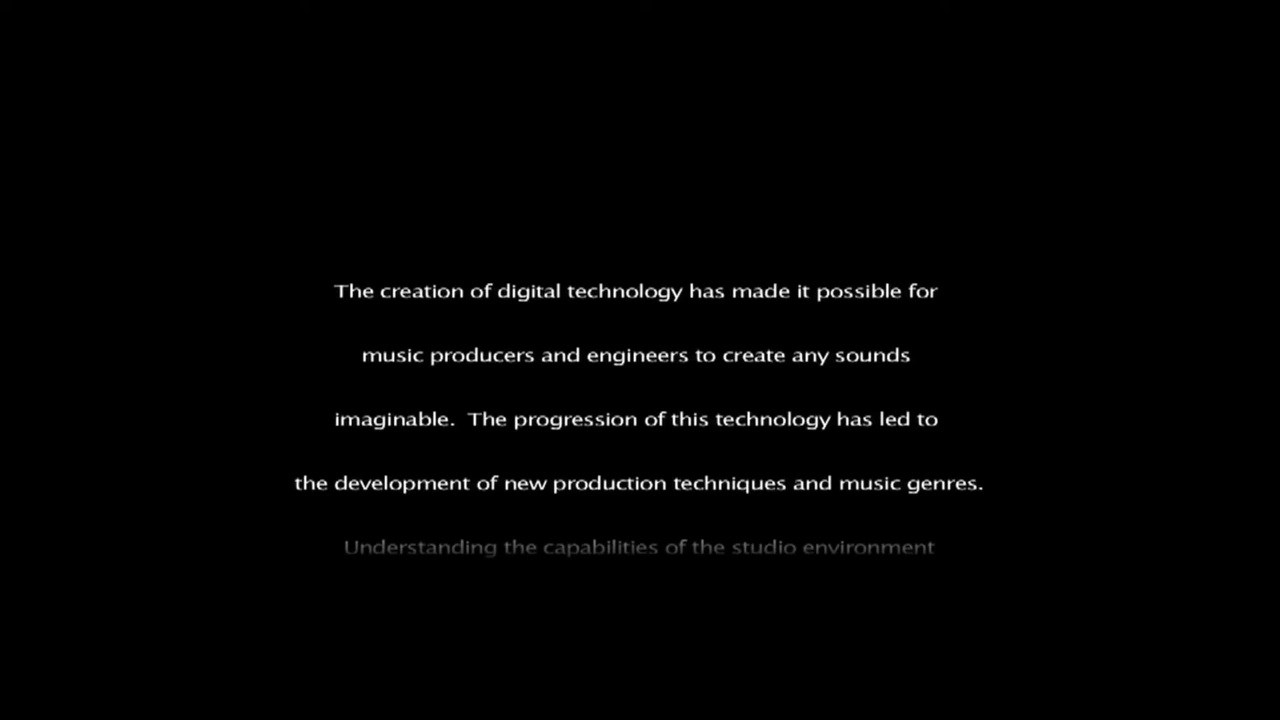 The creation of digital technology has made it possible for
music producers and engineers to create any sounds
imaginable.  The progression of this technology has led to
the development of new production techniques and music genres.
Understanding the capabilities of the studio environment